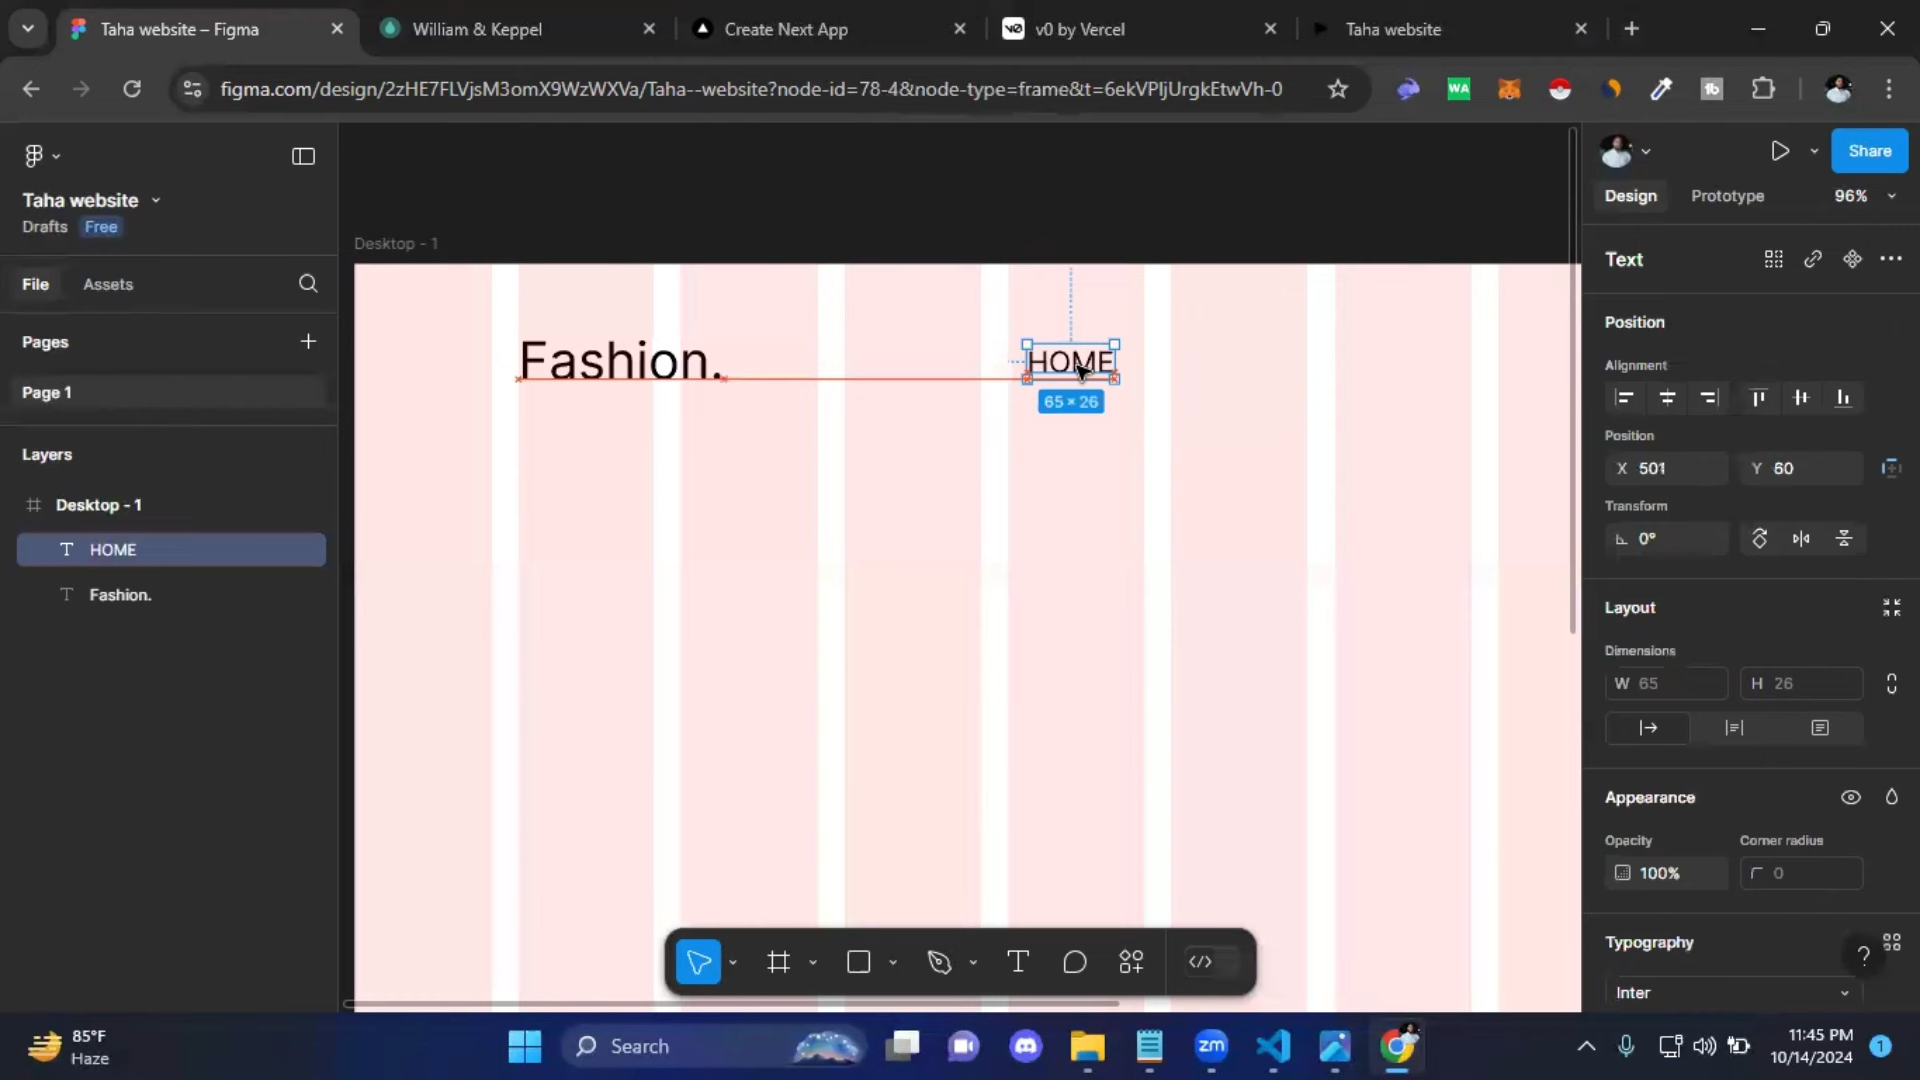 Taha website – Figma
William & Keppel
Create Next App
v0 by Vercel
Taha website
figma.com/design/2zHE7FLVjsM3omX9WzWXVa/Taha--website?node-id=78-4&node-type=frame&t=6ekVPljUrgkEtwVh-0
WA
Taha website
Drafts Free
File Assets
Pages
Page 1
Layers
Desktop - 1
HOME
Fashion.
Desktop - 1
Fashion.
HOME
65 × 26
Share
Design Prototype 96%
Text
Position
Alignment
Position
X 501 Y 60
Transform
0°
Layout
Dimensions
W 65 H 26
Appearance
Opacity Corner radius
100% 0
Typography
?
Inter
85°F
Haze
Search
zm
11:45 PM
10/14/2024
1